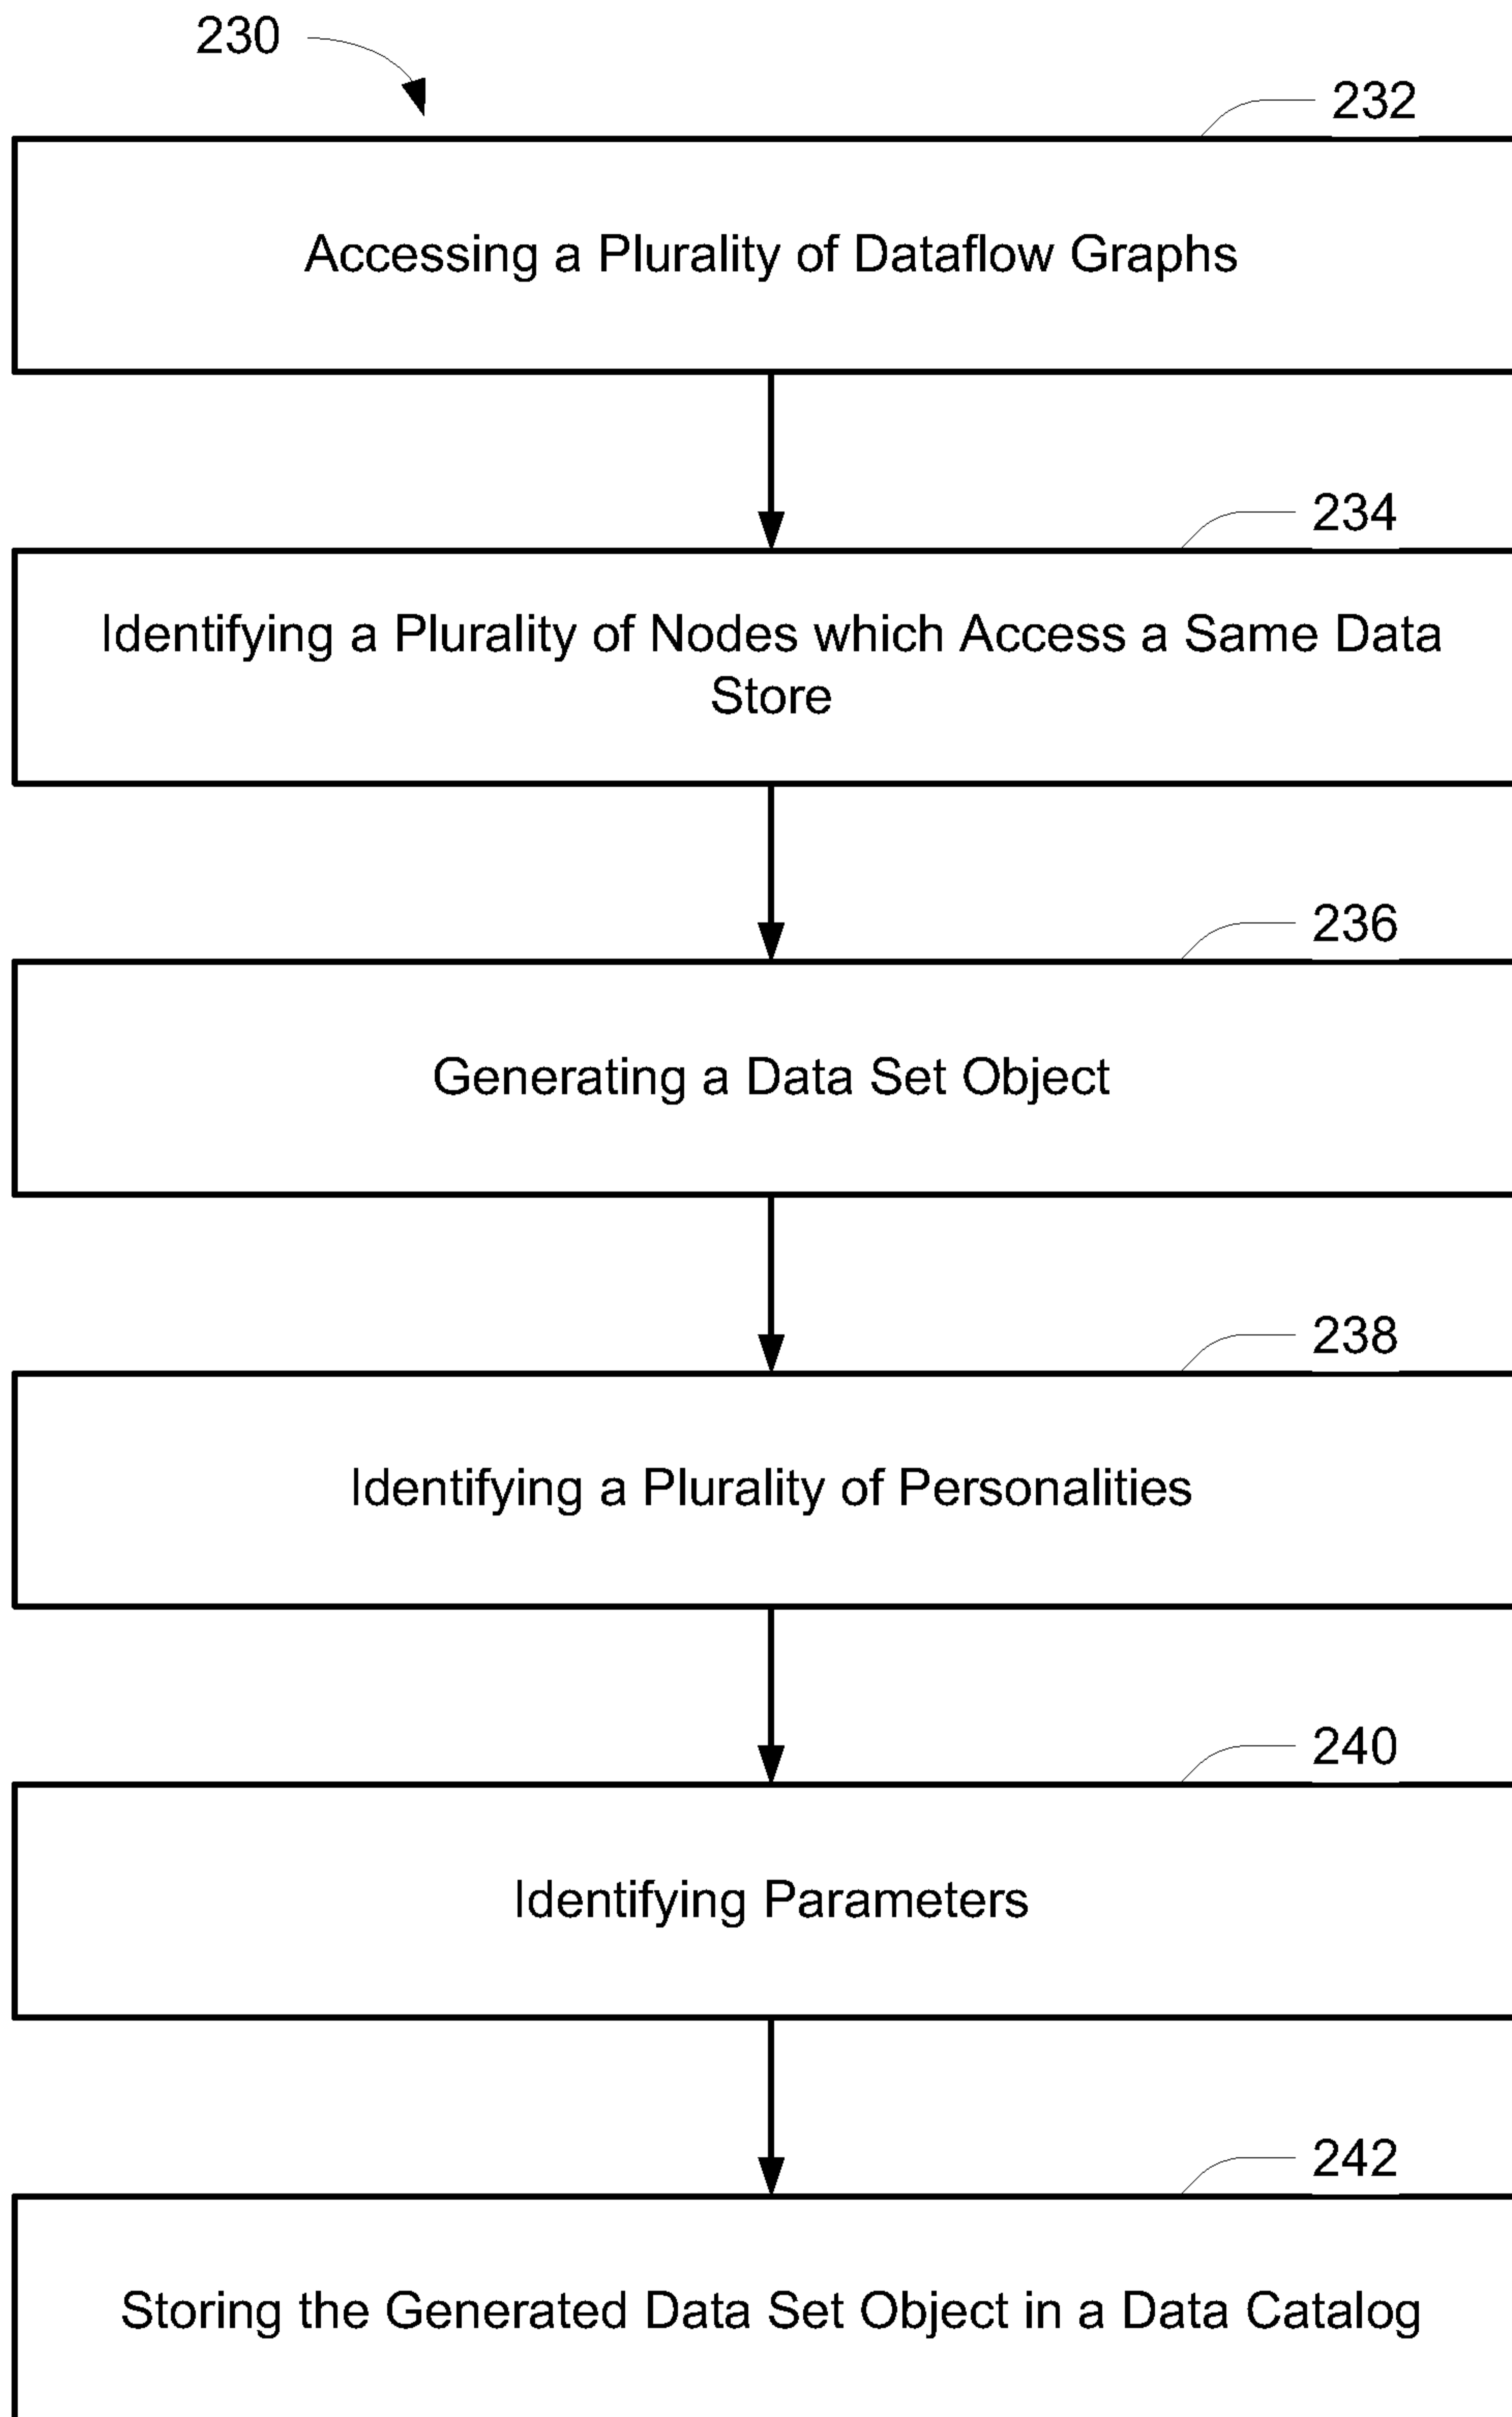 230
232
Accessing a Plurality of Dataflow Graphs
234
Identifying a Plurality of Nodes which Access a Same Data
Store
236
Generating a Data Set Object
238
Identifying a Plurality of Personalities
240
Identifying Parameters
242
Storing the Generated Data Set Object in a Data Catalog